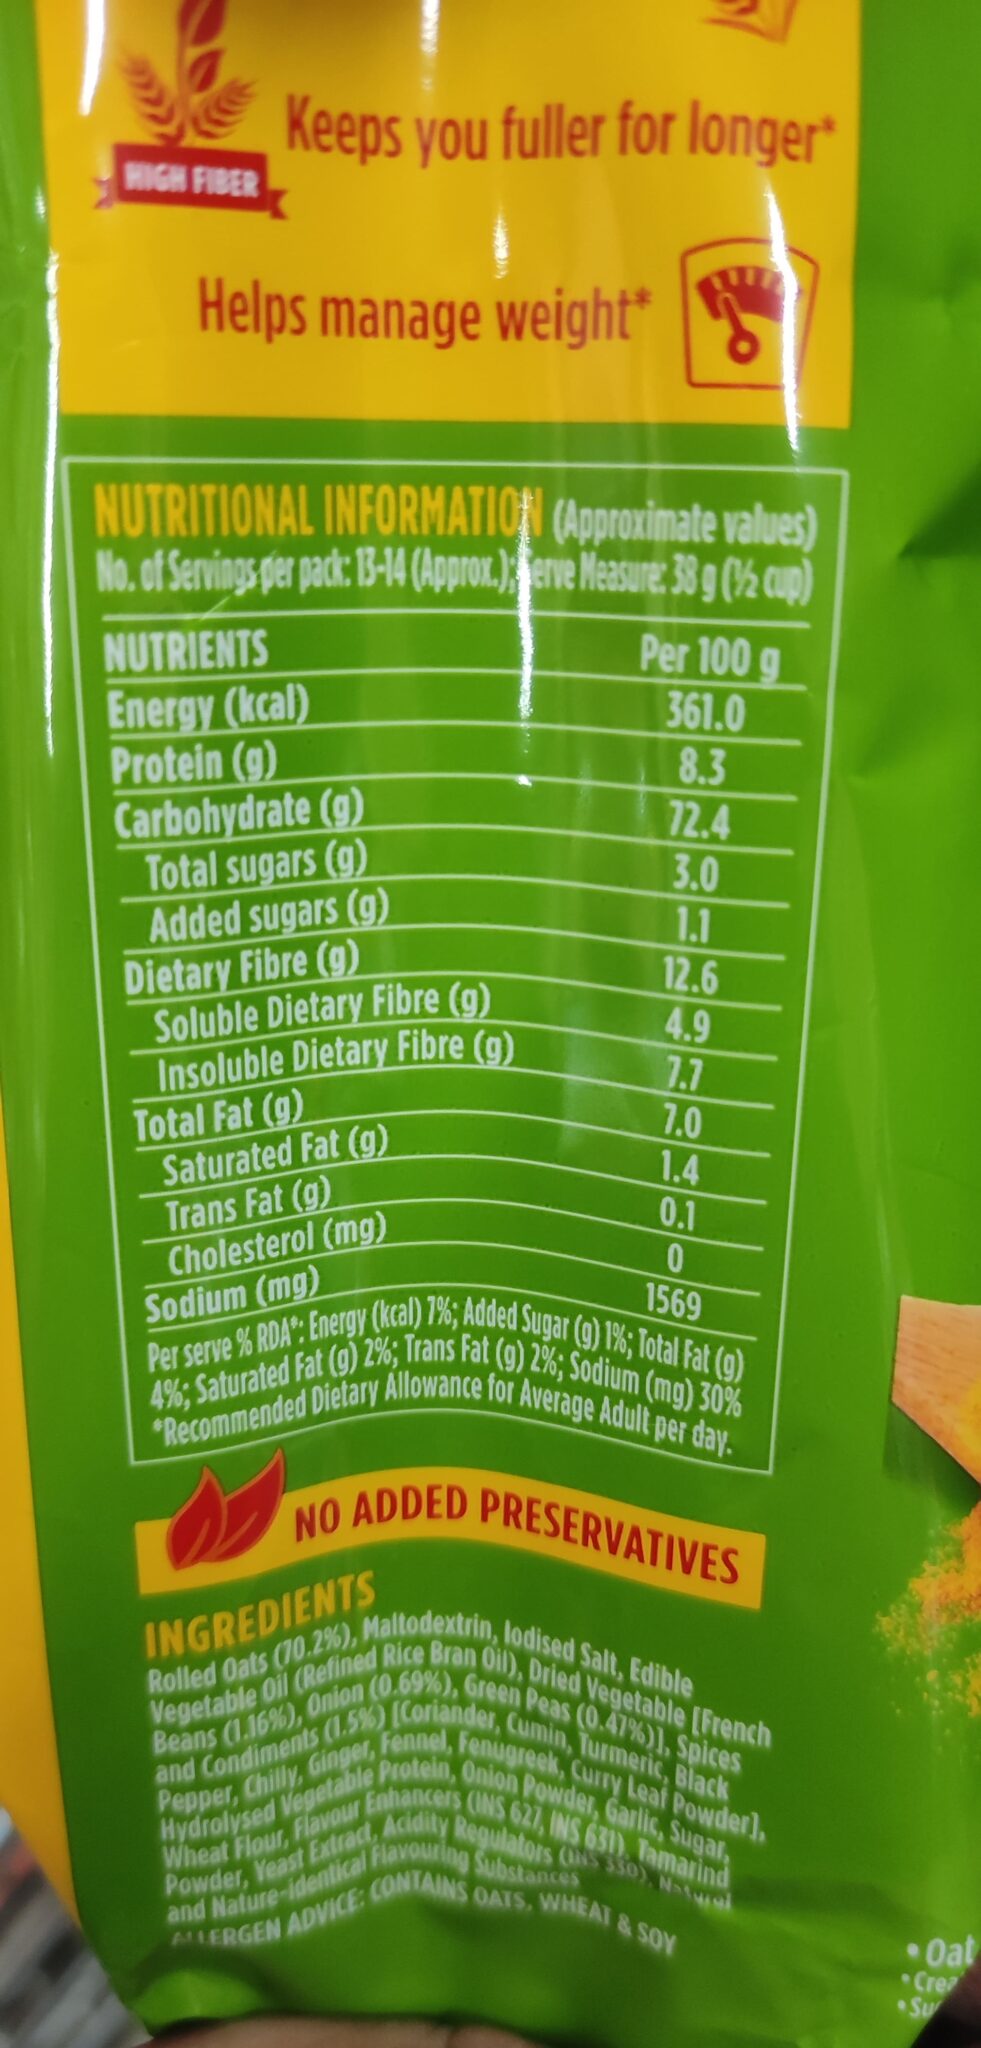 HIGH FIBER
Keeps you fuller for longer*
Helps manage weight*
NUTRITIONAL INFORMATION (Approximate values)
No. of Servings per pack: 13-14 (Approx.); Serve Measure: 38 g (½ cup)
NUTRIENTS Per 100 g
Energy (kcal) 361.0
Protein (g) 8.3
Carbohydrate (g) 72.4
Total sugars (g) 3.0
Added sugars (g) 1.1
Dietary Fibre (g) 12.6
Soluble Dietary Fibre (g) 4.9
Insoluble Dietary Fibre (g) 7.7
Total Fat (g) 7.0
Saturated Fat (g) 1.4
Trans Fat (g) 0.1
Cholesterol (mg) 0
Sodium (mg) 1569
Per serve % RDA*: Energy (kcal) 7%; Added Sugar (g) 1%; Total Fat (g)
4%; Saturated Fat (g) 2%; Trans Fat (g) 2%; Sodium (mg) 30%
*Recommended Dietary Allowance for Average Adult per day.
NO ADDED PRESERVATIVES
INGREDIENTS
Rolled Oats (70.2%), Maltodextrin, Iodised Salt, Edible
Vegetable Oil (Refined Rice Bran Oil), Dried Vegetable [French
Beans (1.16%), Onion (0.69%), Green Peas (0.47%)], Spices
and Condiments (1.5%) [Coriander, Cumin, Turmeric, Black
Pepper, Chilly, Ginger, Fennel, Fenugreek, Curry Leaf Powder],
Hydrolysed Vegetable Protein, Onion Powder, Garlic, Sugar,
Wheat Flour, Flavour Enhancers (INS 627, INS 631), Tamarind
Powder, Yeast Extract, Acidity Regulators (INS 330), Natural
and Nature-identical Flavouring Substances
ALLERGEN ADVICE: CONTAINS OATS, WHEAT & SOY
• Oat